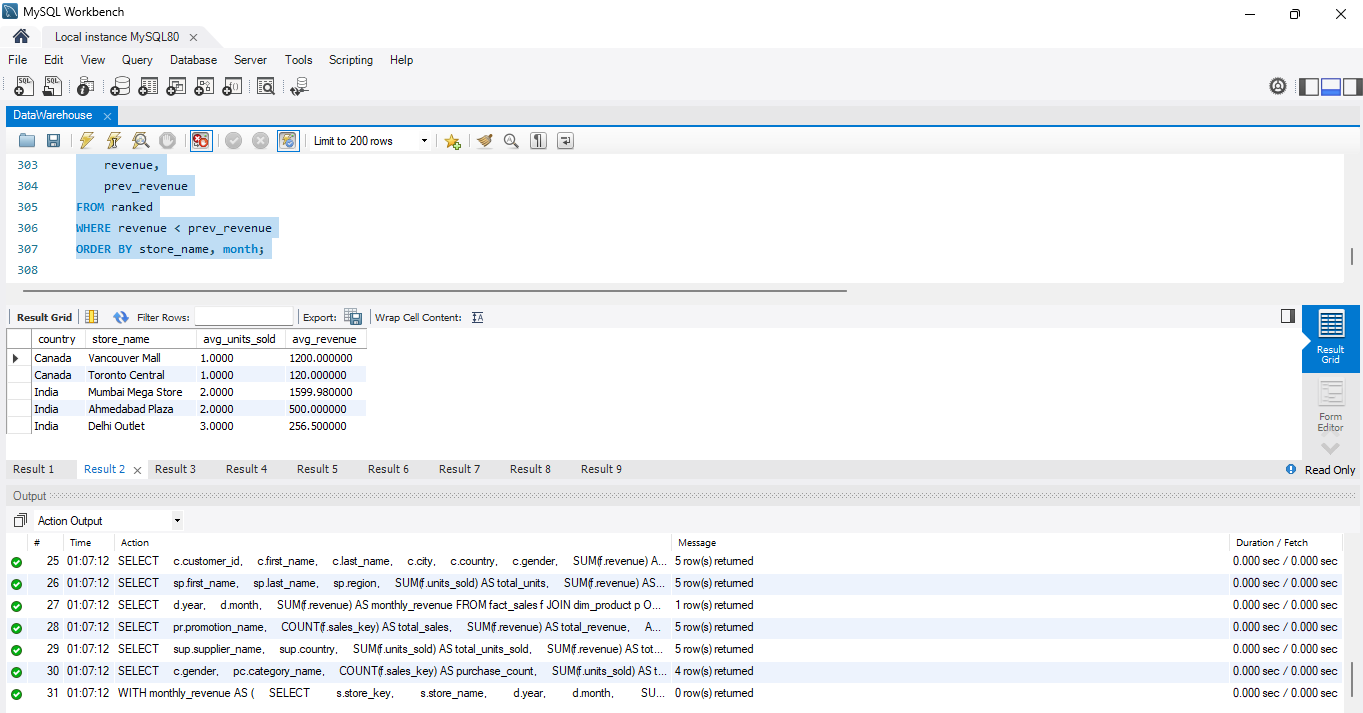 MySQL Workbench
Local instance MySQL80
File Edit View Query Database Server Tools Scripting Help
DataWarehouse
Limit to 200 rows
303 revenue,
304 prev_revenue
305 FROM ranked
306 WHERE revenue < prev_revenue
307 ORDER BY store_name, month;
308
Result Grid Filter Rows: Export: Wrap Cell Content:
country store_name avg_units_sold avg_revenue
Canada Vancouver Mall 1.0000 1200.000000
Canada Toronto Central 1.0000 120.000000
India Mumbai Mega Store 2.0000 1599.980000
India Ahmedabad Plaza 2.0000 500.000000
India Delhi Outlet 3.0000 256.500000
Result
Grid
Form
Editor
Result 1 Result 2 Result 3 Result 4 Result 5 Result 6 Result 7 Result 8 Result 9 Read Only
Output
Action Output
# Time Action Message Duration / Fetch
25 01:07:12 SELECT c.customer_id, c.first_name, c.last_name, c.city, c.country, c.gender, SUM(f.revenue) A... 5 row(s) returned 0.000 sec / 0.000 sec
26 01:07:12 SELECT sp.first_name, sp.last_name, sp.region, SUM(f.units_sold) AS total_units, SUM(f.revenue) AS... 5 row(s) returned 0.000 sec / 0.000 sec
27 01:07:12 SELECT d.year, d.month, SUM(f.revenue) AS monthly_revenue FROM fact_sales f JOIN dim_product p O... 1 row(s) returned 0.000 sec / 0.000 sec
28 01:07:12 SELECT pr.promotion_name, COUNT(f.sales_key) AS total_sales, SUM(f.revenue) AS total_revenue, A... 5 row(s) returned 0.000 sec / 0.000 sec
29 01:07:12 SELECT sup.supplier_name, sup.country, SUM(f.units_sold) AS total_units_sold, SUM(f.revenue) AS tot... 5 row(s) returned 0.000 sec / 0.000 sec
30 01:07:12 SELECT c.gender, pc.category_name, COUNT(f.sales_key) AS purchase_count, SUM(f.units_sold) AS t... 4 row(s) returned 0.000 sec / 0.000 sec
31 01:07:12 WITH monthly_revenue AS ( SELECT s.store_key, s.store_name, d.year, d.month, SU... 0 row(s) returned 0.000 sec / 0.000 sec